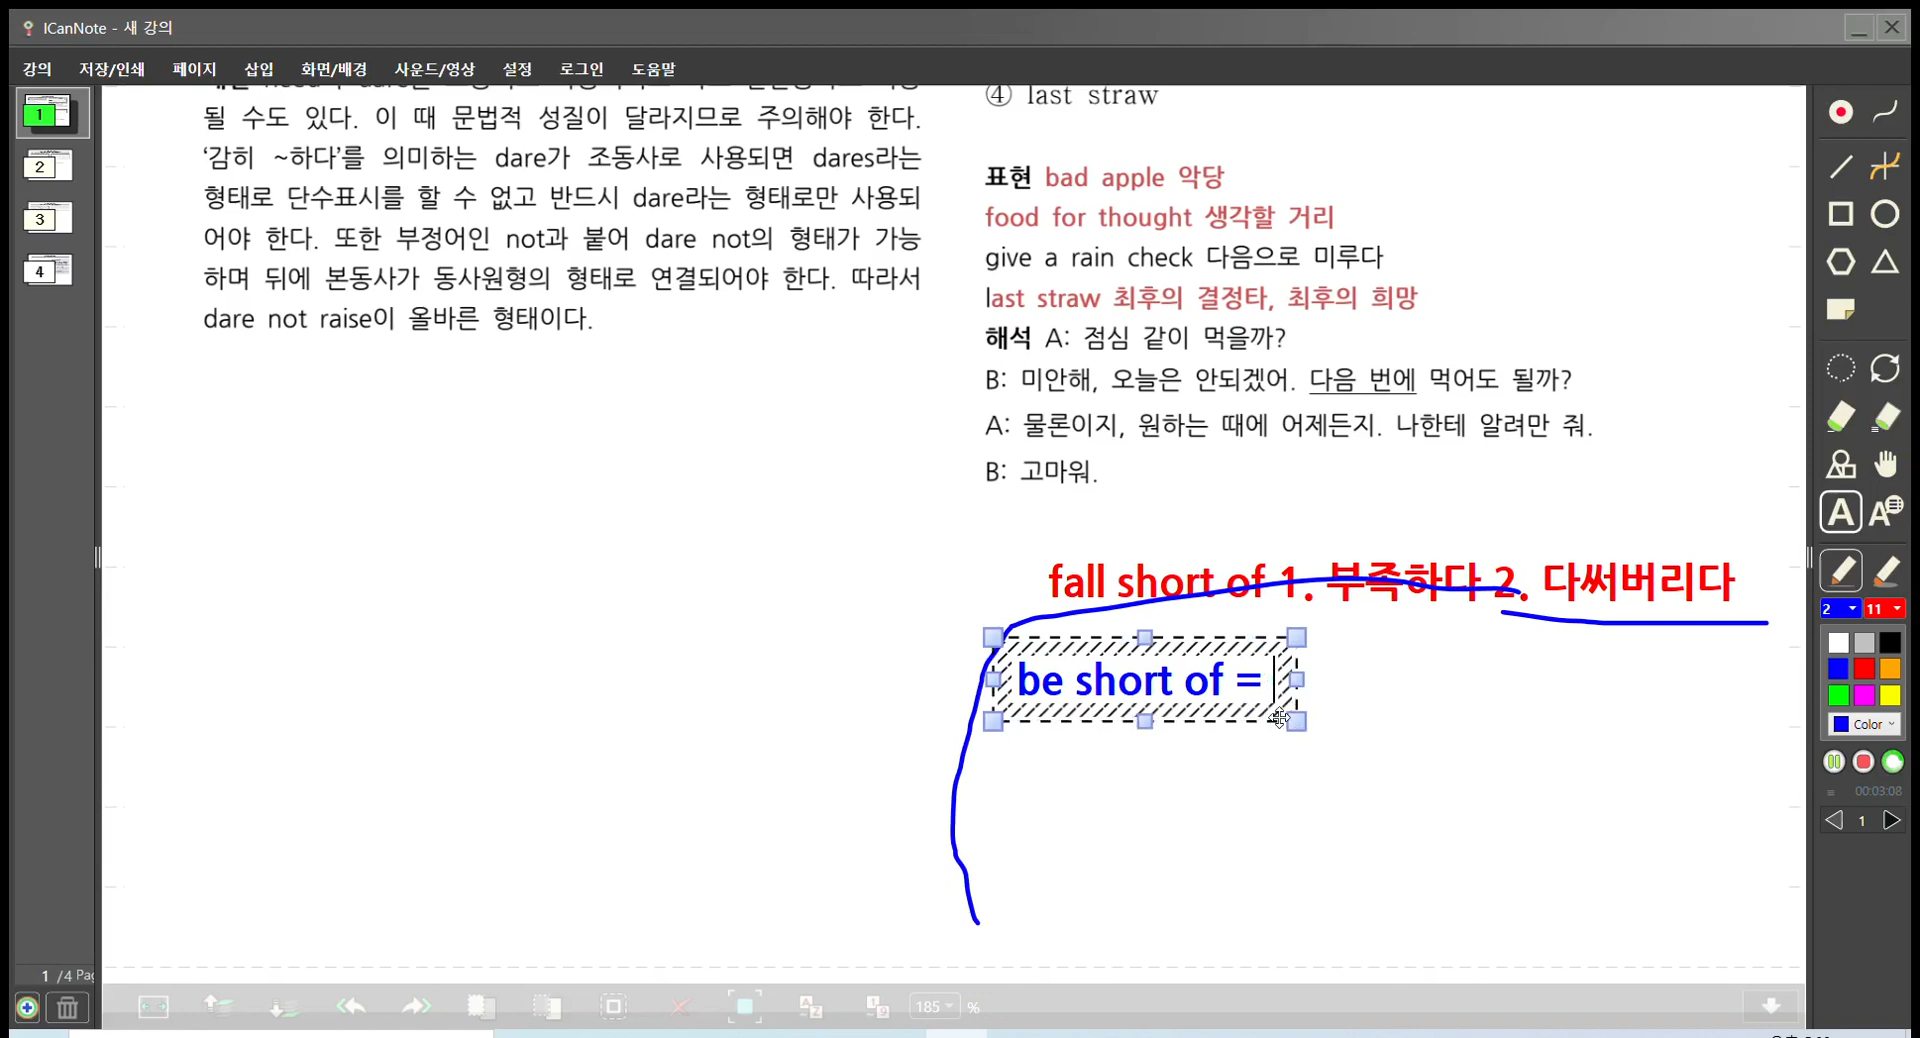 ICanNote - 새 강의
강의 저장/인쇄 페이지 삽입 화면/배경 사운드/영상 설정 로그인 도움말
1
2
3
4
될 수도 있다. 이 때 문법적 성질이 달라지므로 주의해야 한다.
‘감히 ~하다’를 의미하는 dare가 조동사로 사용되면 dares라는
형태로 단수표시를 할 수 없고 반드시 dare라는 형태로만 사용되
어야 한다. 또한 부정어인 not과 붙어 dare not의 형태가 가능
하며 뒤에 본동사가 동사원형의 형태로 연결되어야 한다. 따라서
dare not raise이 올바른 형태이다.
④ last straw
표현 bad apple 악당
food for thought 생각할 거리
give a rain check 다음으로 미루다
last straw 최후의 결정타, 최후의 희망
해석 A: 점심 같이 먹을까?
B: 미안해, 오늘은 안되겠어. 다음 번에 먹어도 될까?
A: 물론이지, 원하는 때에 어제든지. 나한테 알려만 줘.
B: 고마워.
fall short of 1. 부족하다 2. 다써버리다
be short of =
2 11
Color
00:03:08
1
1 /4 Pag
185 %